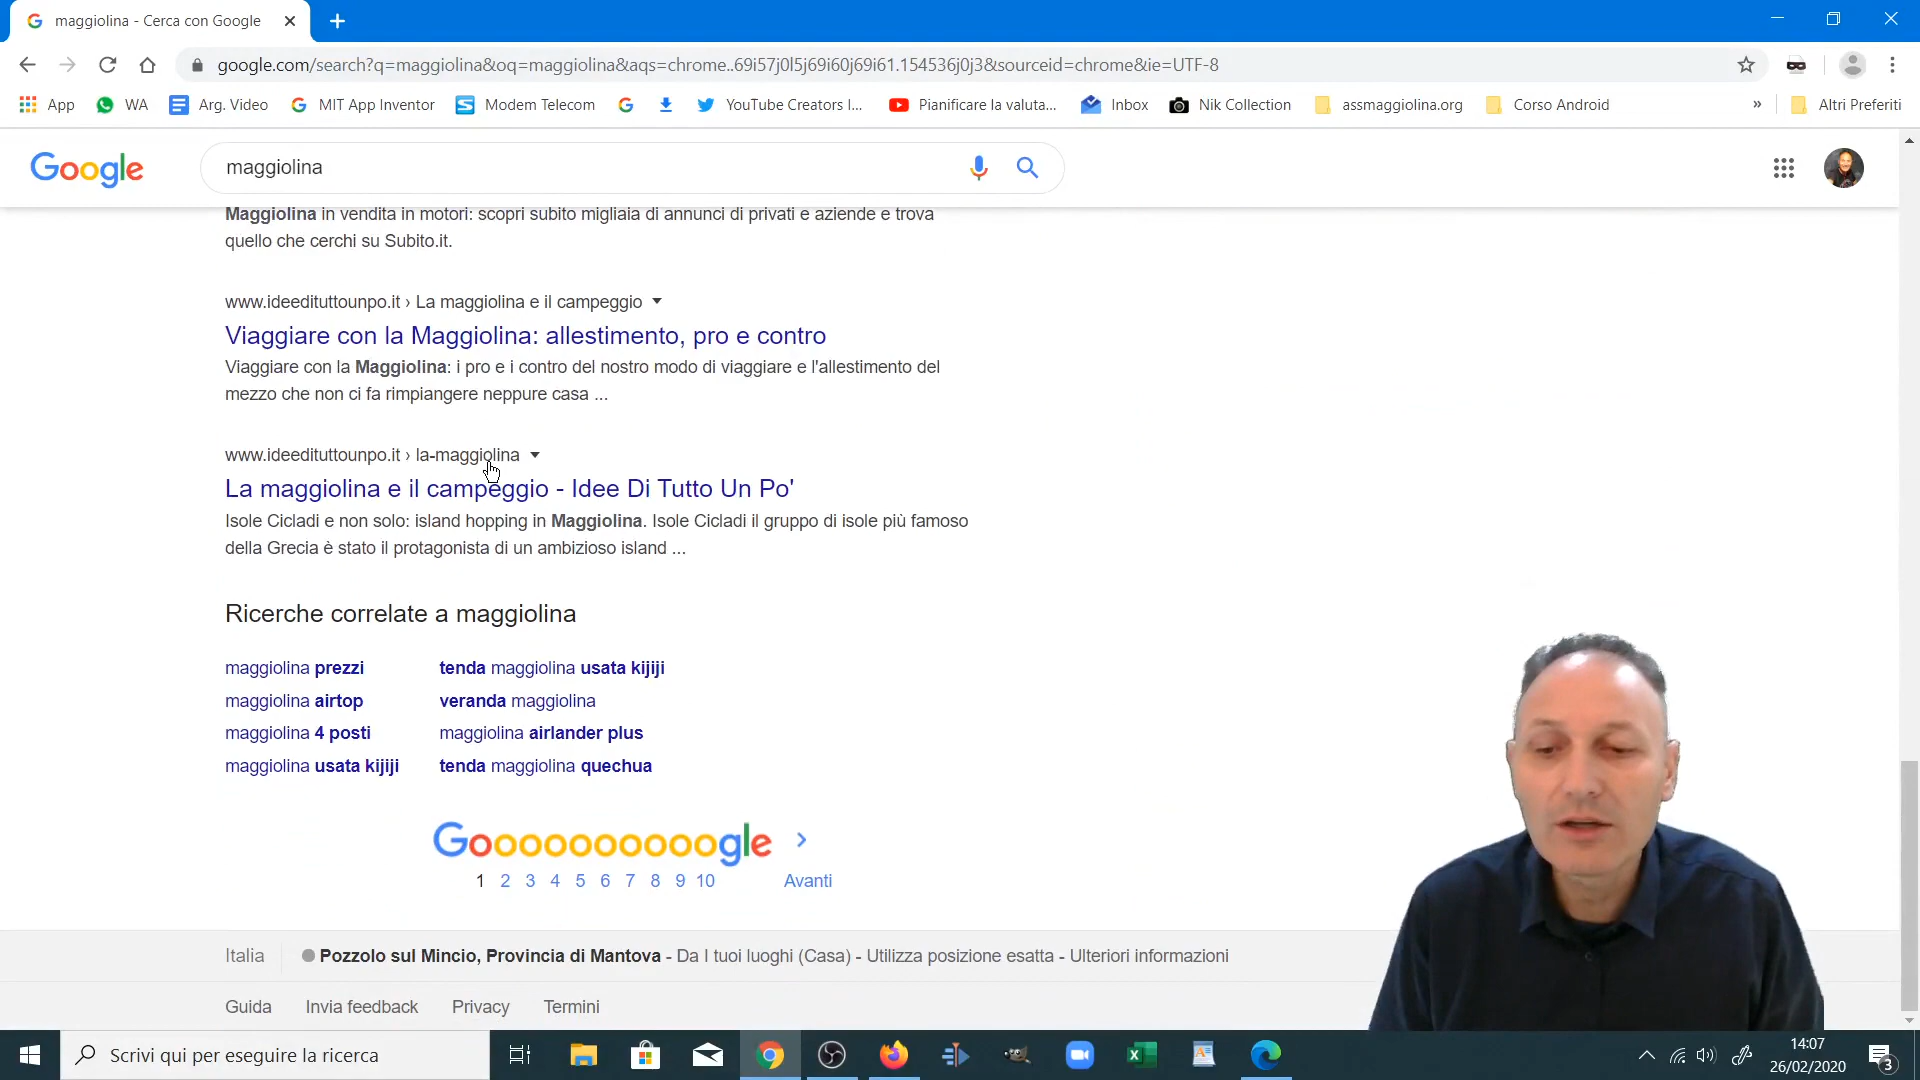 maggiolina - Cerca con Google
google.com/search?q=maggiolina&oq=maggiolina&aqs=chrome..69i57j0l5j69i60j69i61.154536j0j3&sourceid=chrome&ie=UTF-8
App WA Arg. Video MIT App Inventor Modem Telecom YouTube Creators I... Pianificare la valuta... Inbox Nik Collection assmaggiolina.org Corso Android » Altri Preferiti
Google maggiolina
Maggiolina in vendita in motori: scopri subito migliaia di annunci di privati e aziende e trova
quello che cerchi su Subito.it.
www.ideedituttounpo.it › La maggiolina e il campeggio
Viaggiare con la Maggiolina: allestimento, pro e contro
Viaggiare con la Maggiolina: i pro e i contro del nostro modo di viaggiare e l'allestimento del
mezzo che non ci fa rimpiangere neppure casa ...
www.ideedituttounpo.it › la-maggiolina
La maggiolina e il campeggio - Idee Di Tutto Un Po'
Isole Cicladi e non solo: island hopping in Maggiolina. Isole Cicladi il gruppo di isole più famoso
della Grecia è stato il protagonista di un ambizioso island ...
Ricerche correlate a maggiolina
maggiolina prezzi tenda maggiolina usata kijiji
maggiolina airtop veranda maggiolina
maggiolina 4 posti maggiolina airlander plus
maggiolina usata kijiji tenda maggiolina quechua
Goooooooooogle
1 2 3 4 5 6 7 8 9 10 Avanti
Italia Pozzolo sul Mincio, Provincia di Mantova - Da I tuoi luoghi (Casa) - Utilizza posizione esatta - Ulteriori informazioni
Guida Invia feedback Privacy Termini
Scrivi qui per eseguire la ricerca
14:07
26/02/2020
3